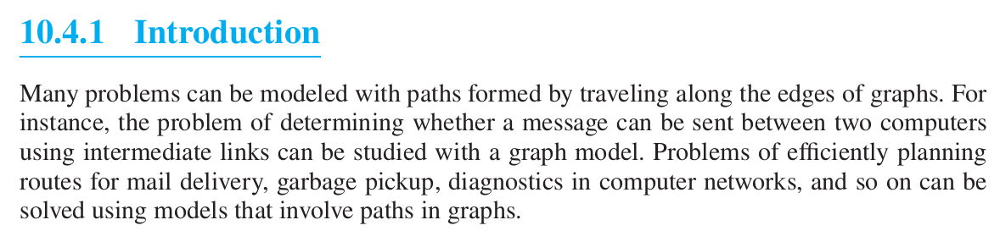 10.4.1 Introduction
Many problems can be modeled with paths formed by traveling along the edges of graphs. For
instance, the problem of determining whether a message can be sent between two computers
using intermediate links can be studied with a graph model. Problems of efficiently planning
routes for mail delivery, garbage pickup, diagnostics in computer networks, and so on can be
solved using models that involve paths in graphs.